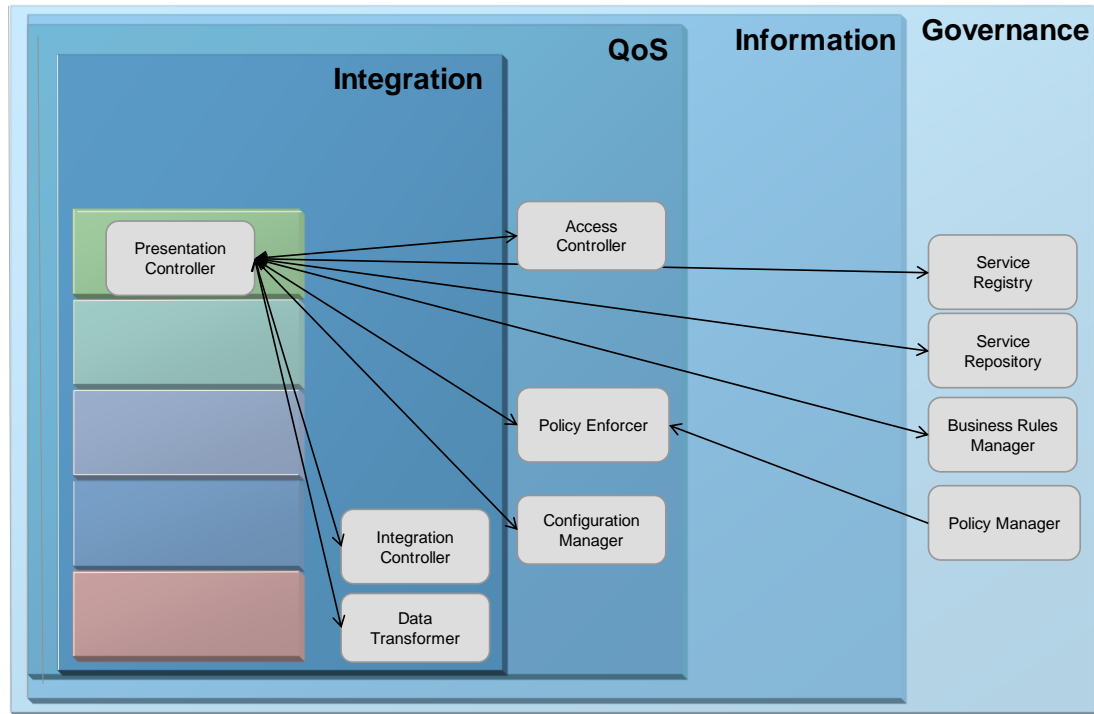 Governance
Information
QoS
Integration
Presentation
Controller
Access
Controller
Service
Registry
Service
Repository
Policy Enforcer
Business Rules
Manager
Integration
Controller
Configuration
Manager
Policy Manager
Data
Transformer